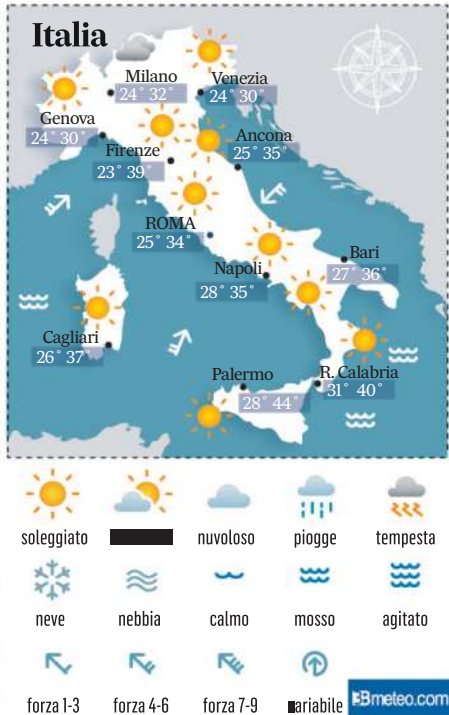 Italia
Milano
24° 32°
Venezia
24° 30°
Genova
24° 30°
Firenze
23° 39°
Ancona
25° 35°
ROMA
25° 34°
Napoli
28° 35°
Bari
27° 36°
Cagliari
26° 37°
Palermo
28° 44°
R. Calabria
31° 40°
soleggiato nuvoloso piogge tempesta
neve nebbia calmo mosso agitato
forza 1-3 forza 4-6 forza 7-9 ariabile
3Bmeteo.com